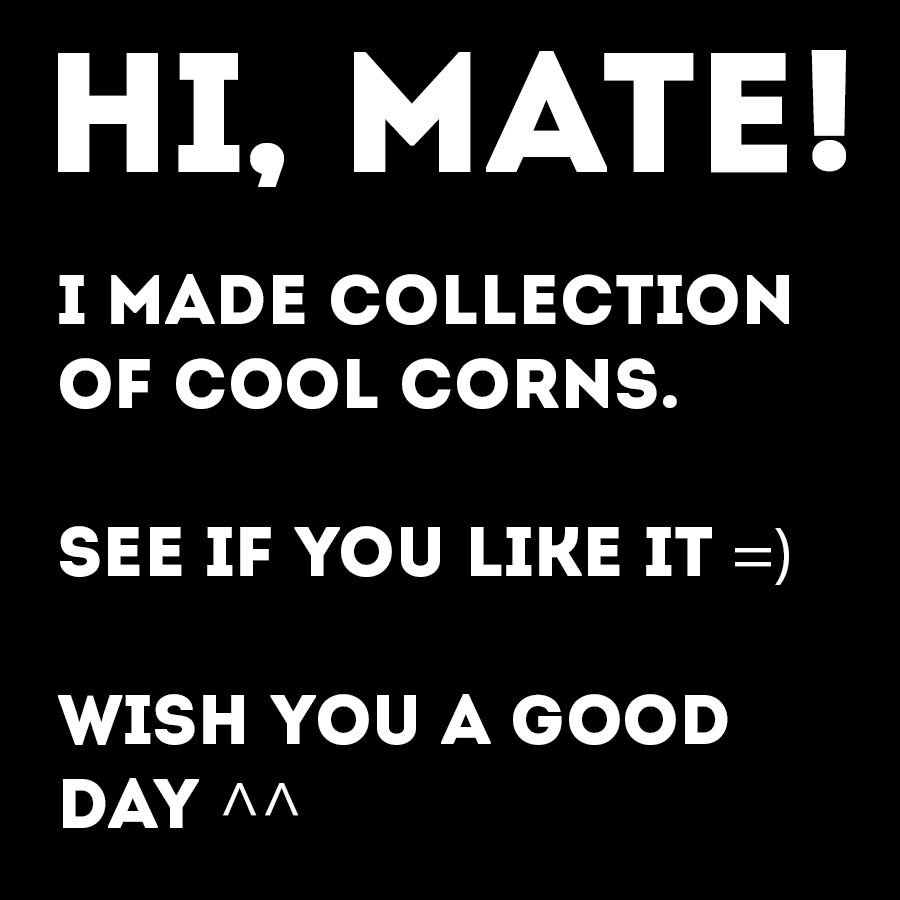 HI, MATE!
I MADE COLLECTION
OF COOL CORNS.
SEE IF YOU LIKE IT =)
WISH YOU A GOOD
DAY ^^